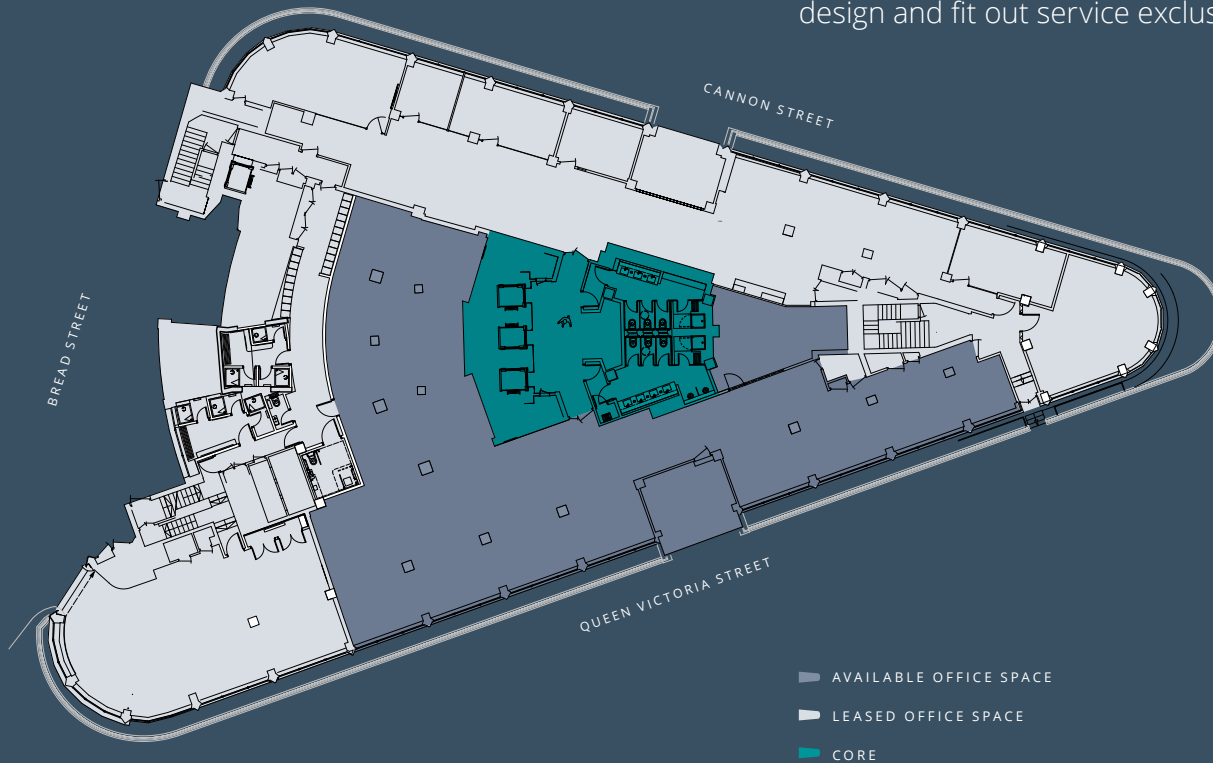 design and fit out service
CANNON STREET
BREAD STREET
QUEEN VICTORIA STREET
AVAILABLE OFFICE SPACE
LEASED OFFICE SPACE
CORE